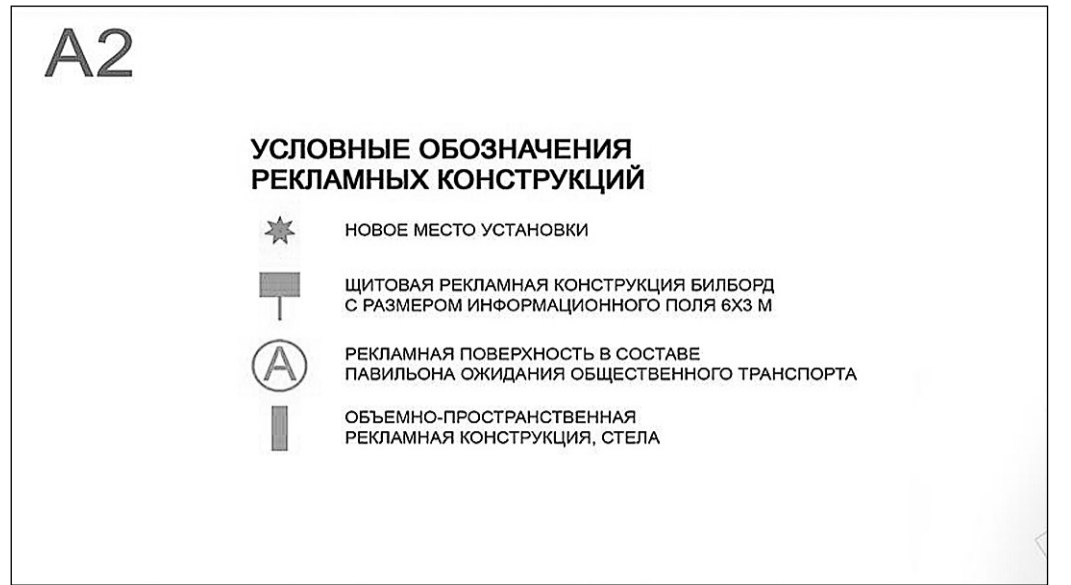 А2
УСЛОВНЫЕ ОБОЗНАЧЕНИЯ
РЕКЛАМНЫХ КОНСТРУКЦИЙ
НОВОЕ МЕСТО УСТАНОВКИ
ЩИТОВАЯ РЕКЛАМНАЯ КОНСТРУКЦИЯ БИЛБОРД
С РАЗМЕРОМ ИНФОРМАЦИОННОГО ПОЛЯ 6Х3 М
А
РЕКЛАМНАЯ ПОВЕРХНОСТЬ В СОСТАВЕ
ПАВИЛЬОНА ОЖИДАНИЯ ОБЩЕСТВЕННОГО ТРАНСПОРТА
ОБЪЕМНО-ПРОСТРАНСТВЕННАЯ
РЕКЛАМНАЯ КОНСТРУКЦИЯ, СТЕЛА